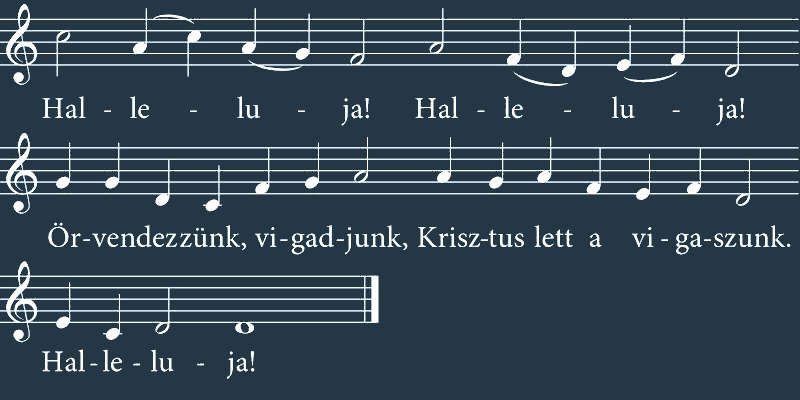 Hal - le - lu - ja! Hal - le - lu - ja!
Ör-vendezzünk, vi-gad-junk, Krisz-tus lett a vi-ga-szunk.
Hal-le-lu - ja!